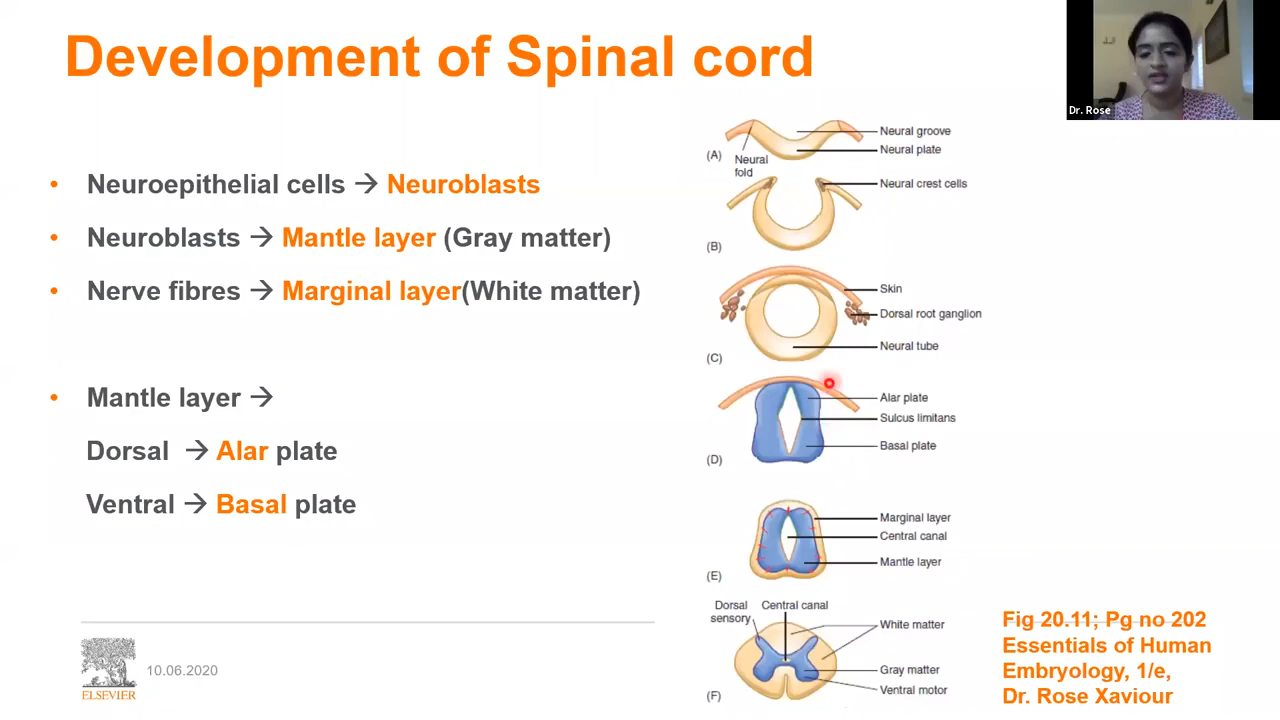 Development of Spinal cord
Dr. Rose
• Neuroepithelial cells → Neuroblasts
• Neuroblasts → Mantle layer (Gray matter)
• Nerve fibres → Marginal layer(White matter)
• Mantle layer →
Dorsal → Alar plate
Ventral → Basal plate
Neural groove
Neural plate
(A)
Neural
fold
Neural crest cells
(B)
Skin
Dorsal root ganglion
Neural tube
(C)
Alar plate
Sulcus limitans
Basal plate
(D)
Marginal layer
Central canal
Mantle layer
(E)
Dorsal
sensory
Central canal
White matter
Gray matter
Ventral motor
(F)
Fig 20.11; Pg no 202
Essentials of Human
Embryology, 1/e,
Dr. Rose Xaviour
ELSEVIER
10.06.2020